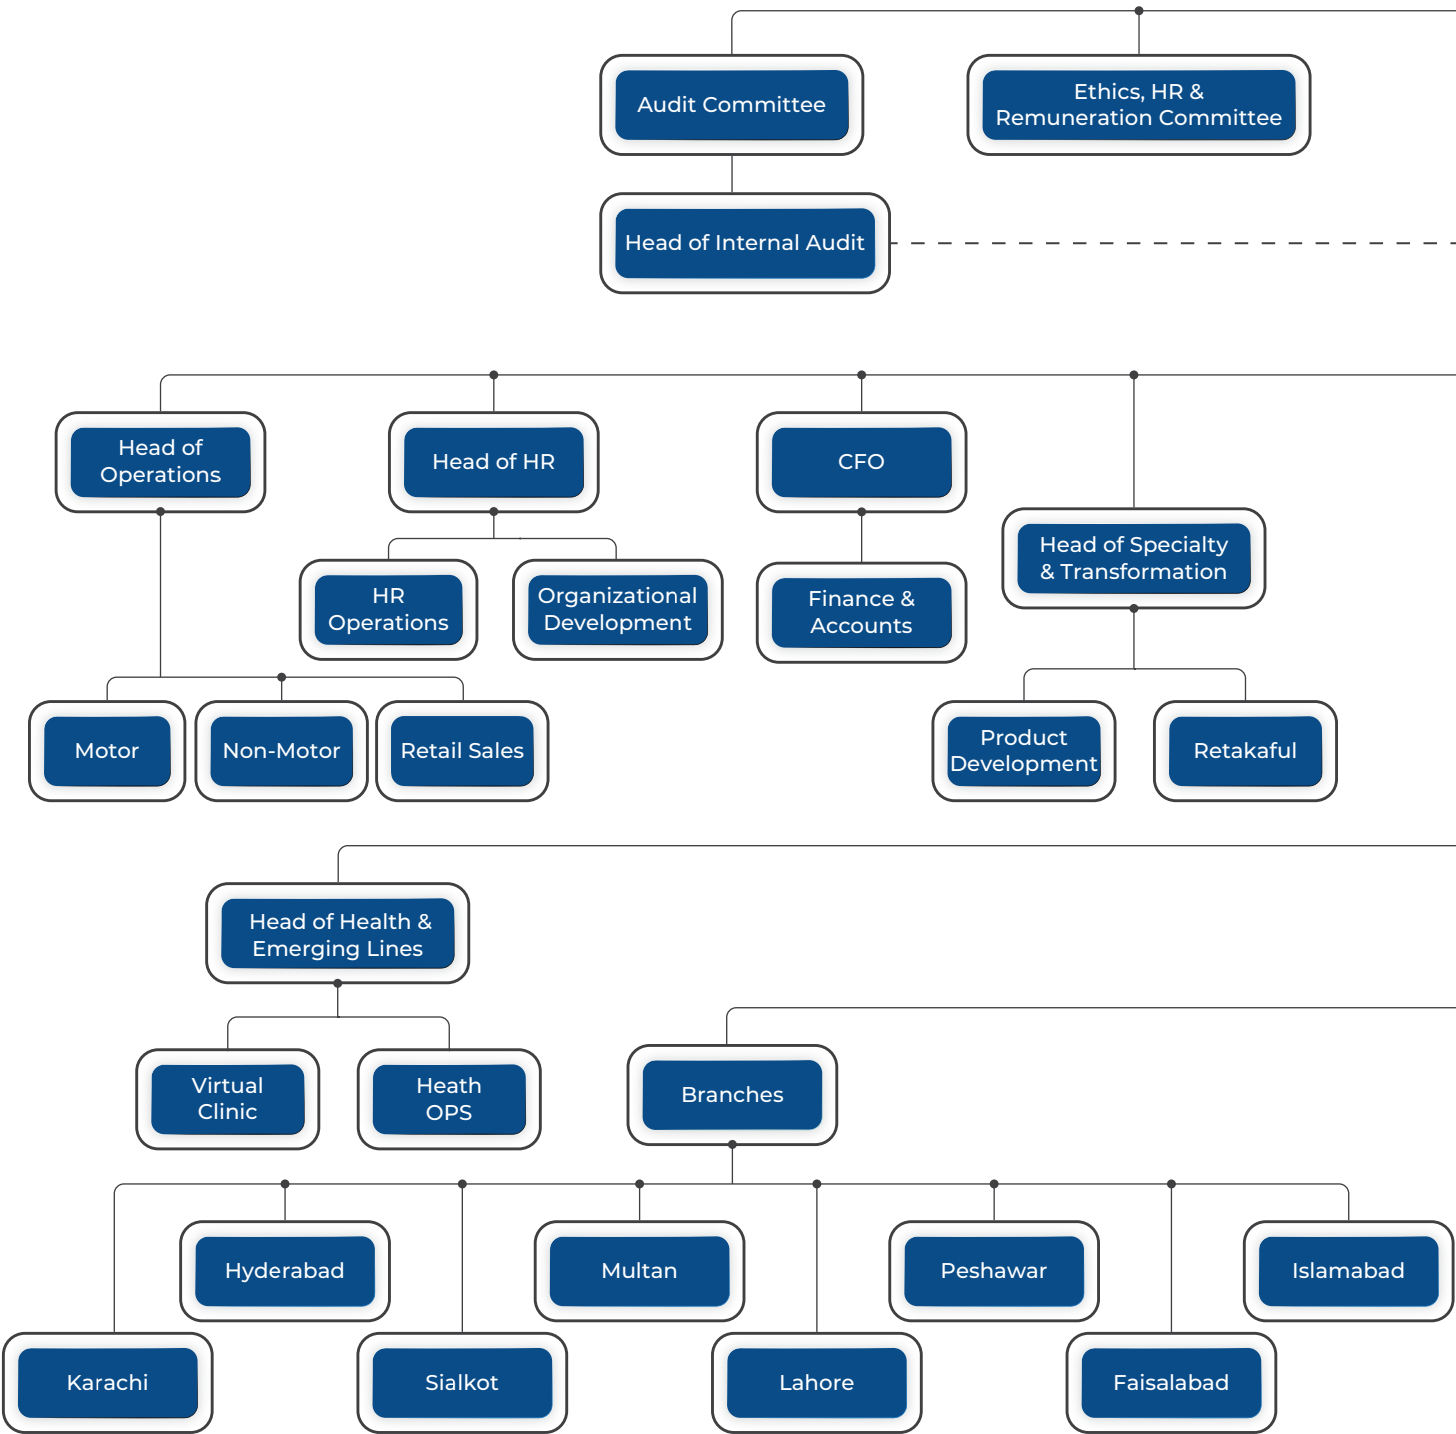 Audit Committee
Ethics, HR &
Remuneration Committee
Head of Internal Audit
Head of
Operations
Head of HR
CFO
Head of Specialty
& Transformation
HR
Operations
Organizational
Development
Finance &
Accounts
Motor
Non-Motor
Retail Sales
Product
Development
Retakaful
Head of Health &
Emerging Lines
Virtual
Clinic
Heath
OPS
Branches
Hyderabad
Multan
Peshawar
Islamabad
Karachi
Sialkot
Lahore
Faisalabad